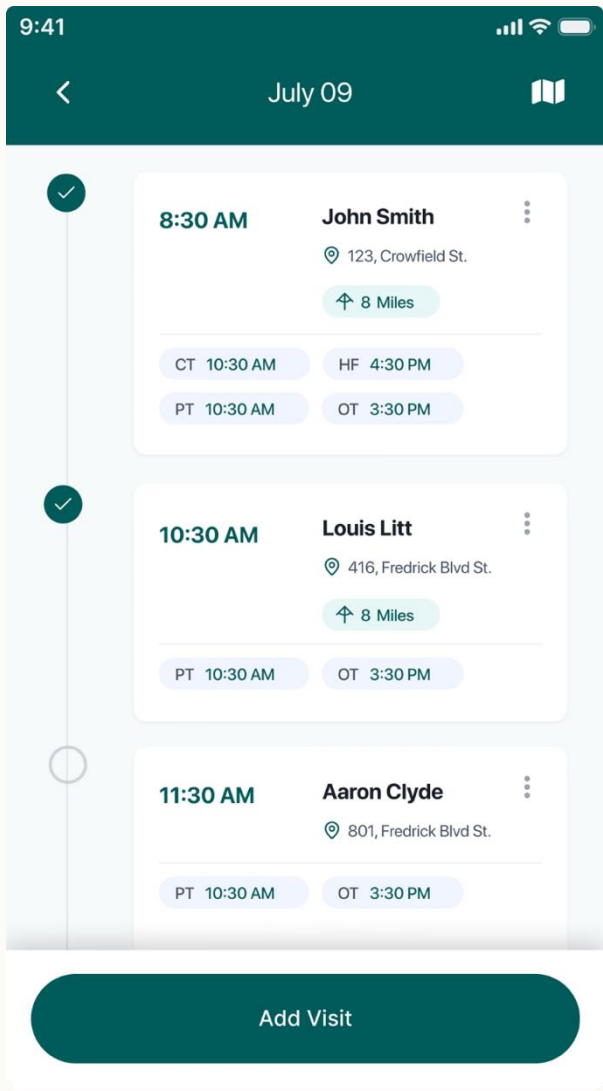 9:41
July 09
8:30 AM John Smith
123, Crowfield St.
8 Miles
CT 10:30 AM HF 4:30 PM
PT 10:30 AM OT 3:30 PM
10:30 AM Louis Litt
416, Fredrick Blvd St.
8 Miles
PT 10:30 AM OT 3:30 PM
11:30 AM Aaron Clyde
801, Fredrick Blvd St.
PT 10:30 AM OT 3:30 PM
Add Visit